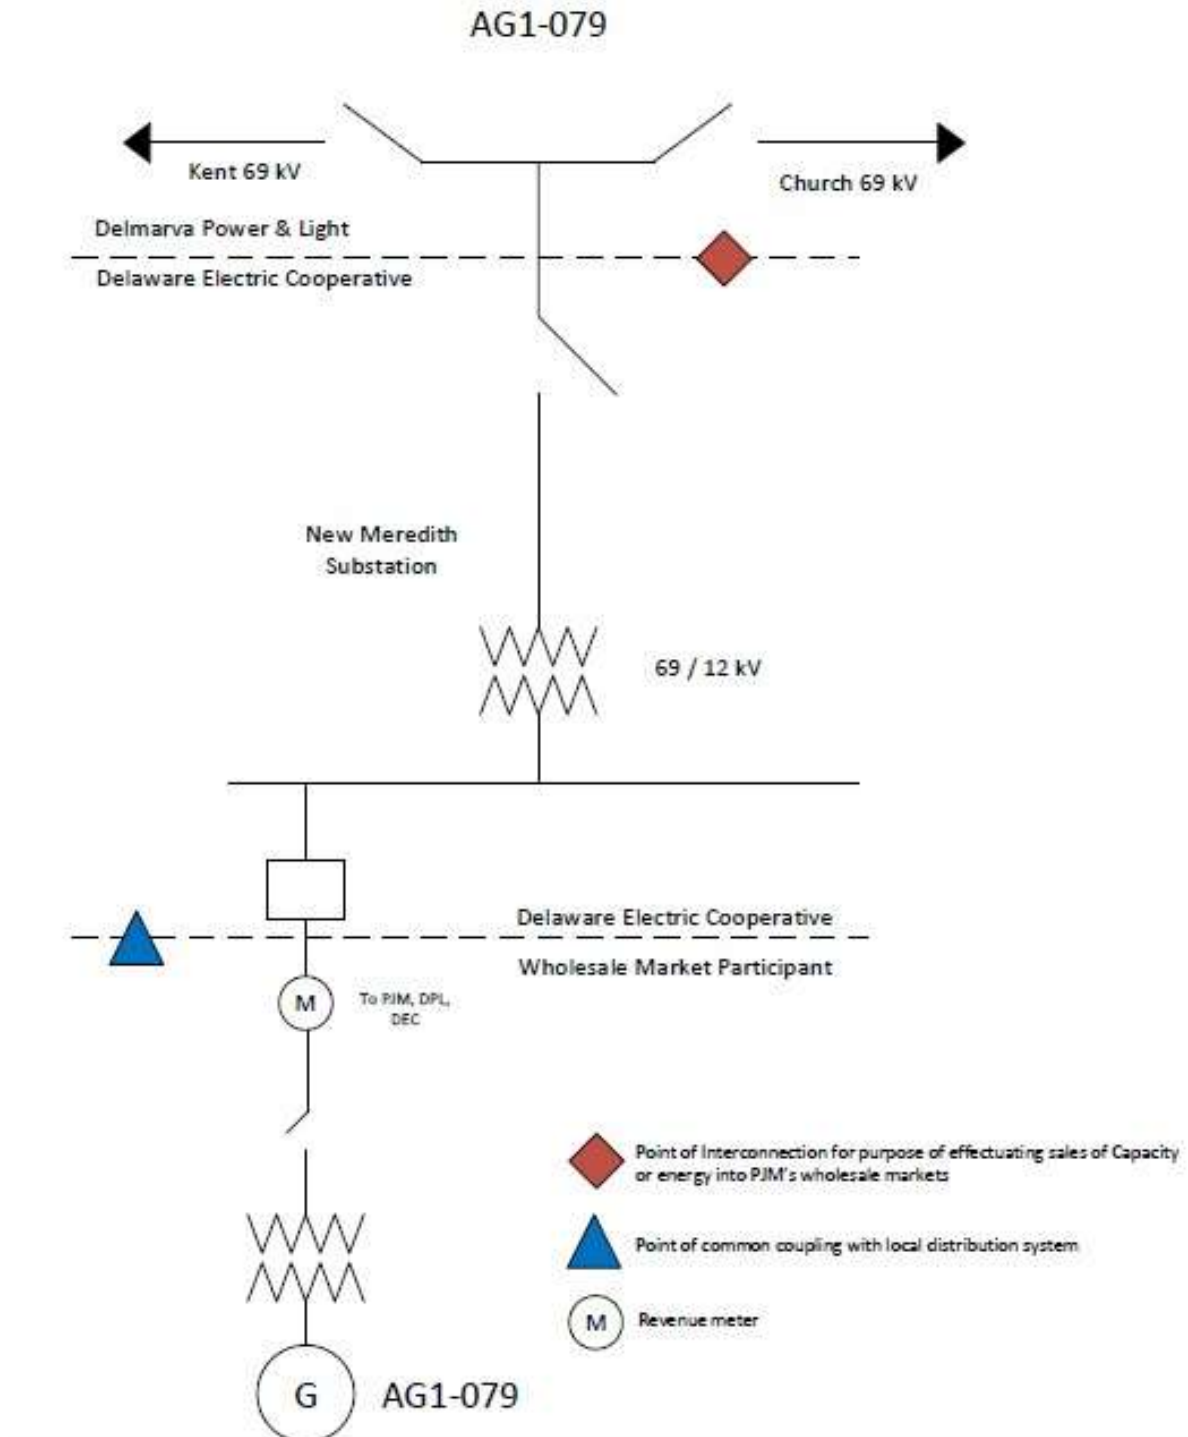 AG1-079
Kent 69 kV
Church 69 kV
Delmarva Power & Light
Delaware Electric Cooperative
New Meredith
Substation
69 / 12 kV
Delaware Electric Cooperative
Wholesale Market Participant
M
To PJM, DPL,
DEC
Point of Interconnection for purpose of effectuating sales of Capacity
or energy into PJM's wholesale markets
Point of common coupling with local distribution system
M
Revenue meter
G
AG1-079